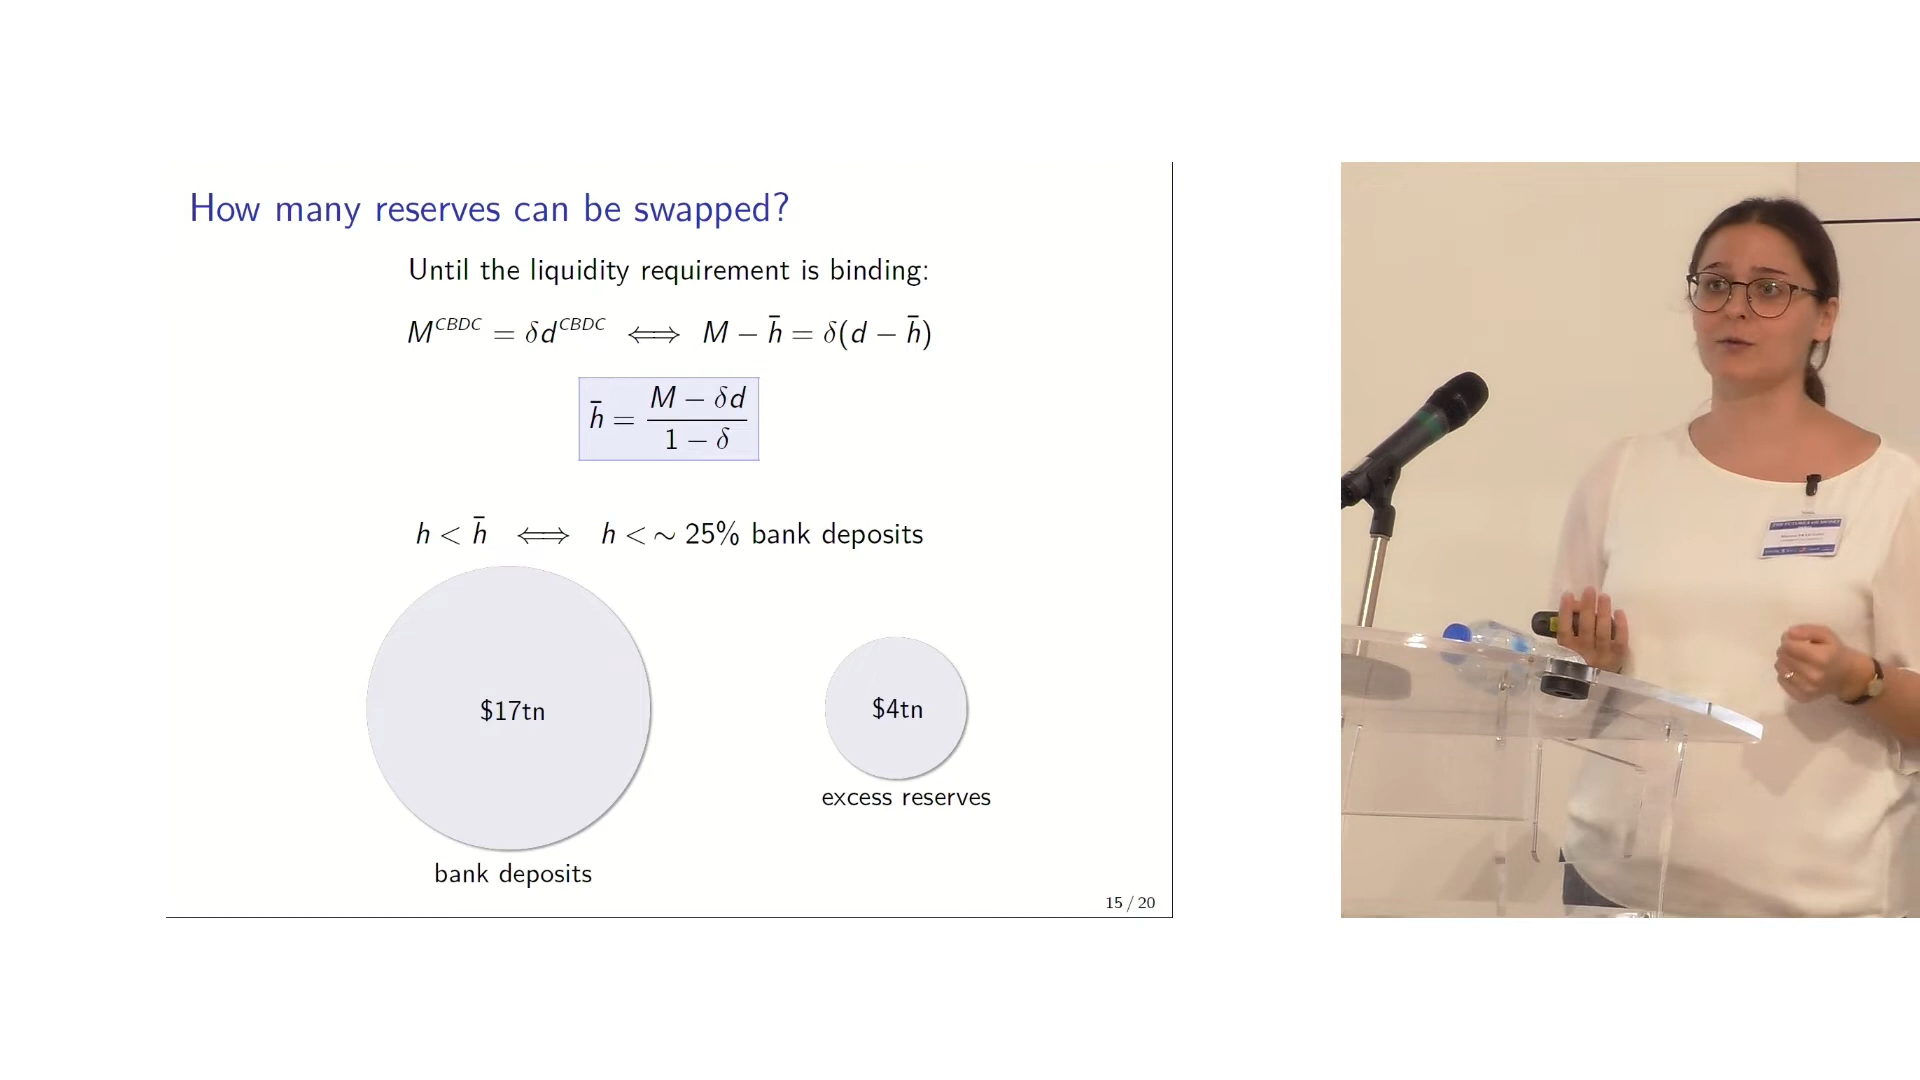 How many reserves can be swapped?
Until the liquidity requirement is binding:
M^{CBDC} = δd^{CBDC} ⟺ M − h̄ = δ(d − h̄)
h̄ = \frac{M − δd}{1 − δ}
h < h̄ ⟺ h < ∼ 25% bank deposits
$17tn
$4tn
excess reserves
bank deposits
15 / 20